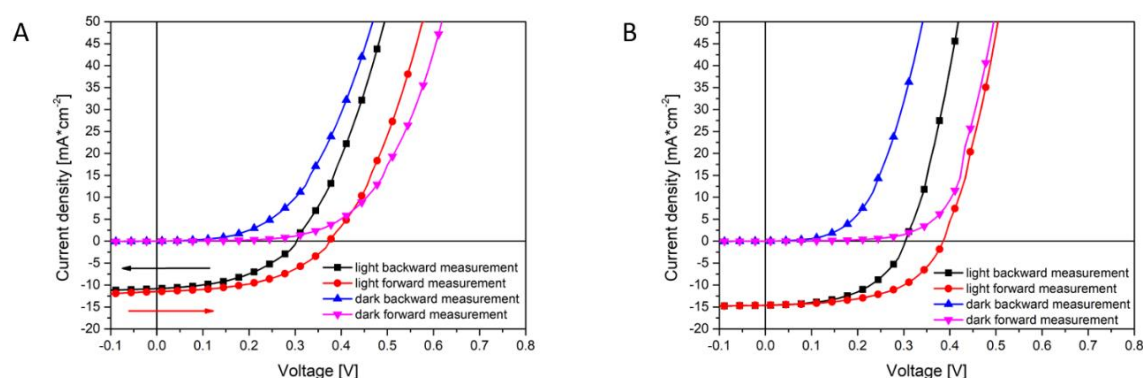 A
Current density [mA*cm-2]
50
45
40
35
30
25
20
15
10
5
0
-5
-10
-15
-20
light backward measurement
light forward measurement
dark backward measurement
dark forward measurement
-0.1 0.0 0.1 0.2 0.3 0.4 0.5 0.6 0.7 0.8
Voltage [V]
B
Current density [mA*cm-2]
50
45
40
35
30
25
20
15
10
5
0
-5
-10
-15
-20
light backward measurement
light forward measurement
dark backward measurement
dark forward measurement
-0.1 0.0 0.1 0.2 0.3 0.4 0.5 0.6 0.7 0.8
Voltage [V]